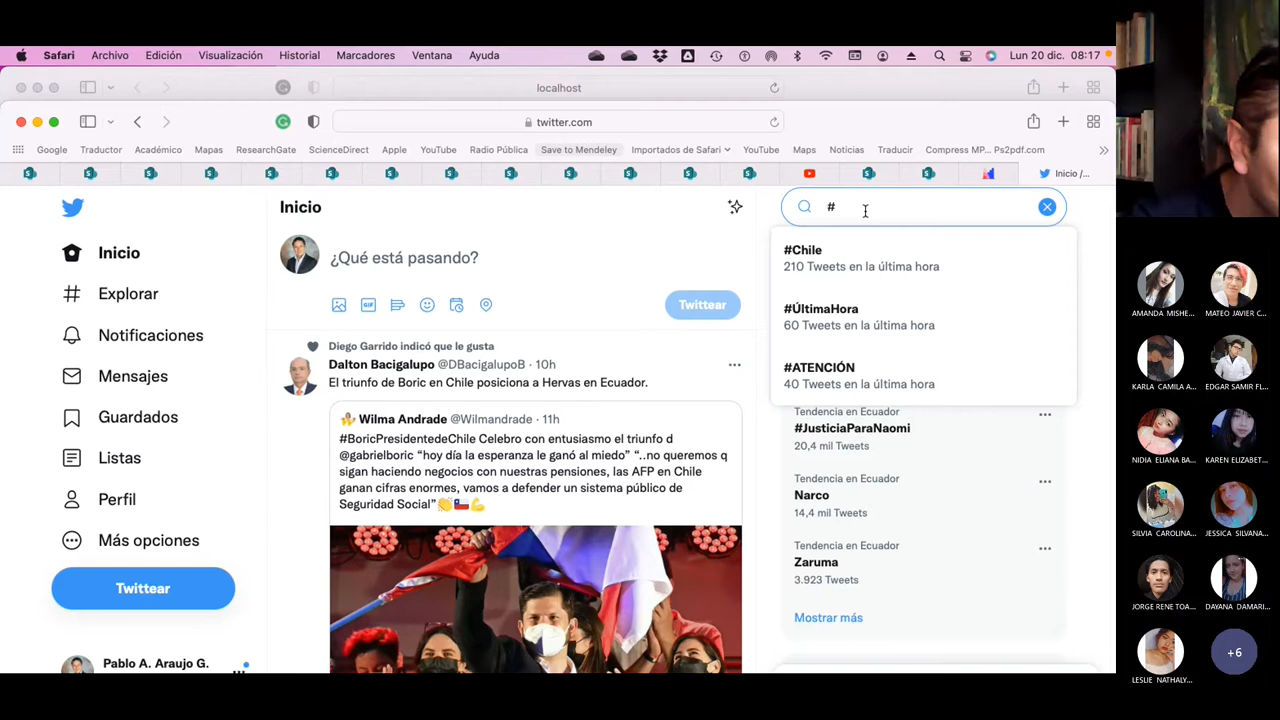 Safari Archivo Edición Visualización Historial Marcadores Ventana Ayuda Lun 20 dic. 08:17
localhost
twitter.com
Google Traductor Académico Mapas ResearchGate ScienceDirect Apple YouTube Radio Pública Save to Mendeley Importados de Safari YouTube Maps Noticias Traducir Compress MP... Ps2pdf.com
Inicio /...
Inicio
Explorar
Notificaciones
Mensajes
Guardados
Listas
Perfil
Más opciones
Twittear
Pablo A. Araujo G.
Inicio
¿Qué está pasando?
GIF
Twittear
Diego Garrido indicó que le gusta
Dalton Bacigalupo @DBacigalupoB · 10h
El triunfo de Boric en Chile posiciona a Hervas en Ecuador.
Wilma Andrade @Wilmandrade · 11h
#BoricPresidentedeChile Celebro con entusiasmo el triunfo d
@gabrielboric “hoy día la esperanza le ganó al miedo” “..no queremos q
sigan haciendo negocios con nuestras pensiones, las AFP en Chile
ganan cifras enormes, vamos a defender un sistema público de
Seguridad Social”👏🇨🇱💪
#
#Chile
210 Tweets en la última hora
#ÚltimaHora
60 Tweets en la última hora
#ATENCIÓN
40 Tweets en la última hora
Tendencia en Ecuador
#JusticiaParaNaomi
20,4 mil Tweets
Tendencia en Ecuador
Narco
14,4 mil Tweets
Tendencia en Ecuador
Zaruma
3.923 Tweets
Mostrar más
AMANDA MISHE... MATEO JAVIER C...
KARLA CAMILA A... EDGAR SAMIR FL...
NIDIA ELIANA BA... KAREN ELIZABET...
SILVIA CAROLINA... JESSICA SILVANA...
JORGE RENE TOA... DAYANA DAMARI...
LESLIE NATHALY... +6